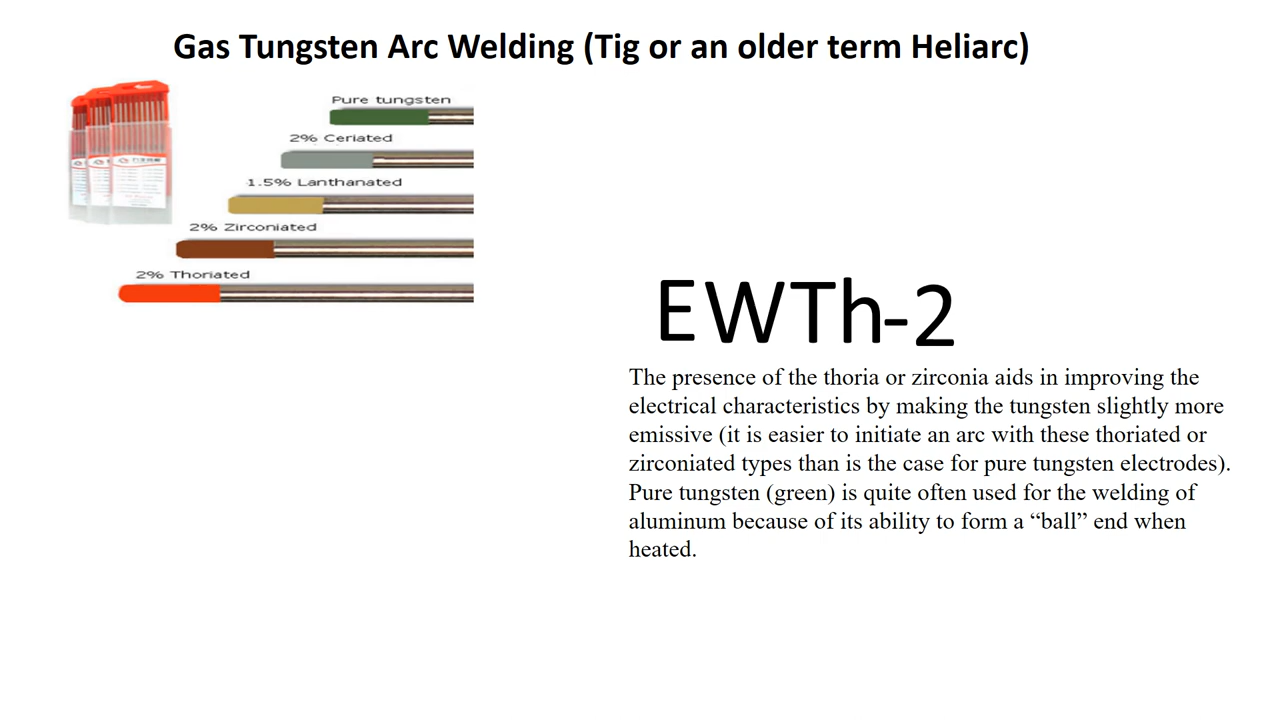 Gas Tungsten Arc Welding (Tig or an older term Heliarc)
Pure tungsten
2% Ceriated
1.5% Lanthanated
2% Zirconiated
2% Thoriated
EWTh-2
The presence of the thoria or zirconia aids in improving the
electrical characteristics by making the tungsten slightly more
emissive (it is easier to initiate an arc with these thoriated or
zirconiated types than is the case for pure tungsten electrodes).
Pure tungsten (green) is quite often used for the welding of
aluminum because of its ability to form a “ball” end when
heated.